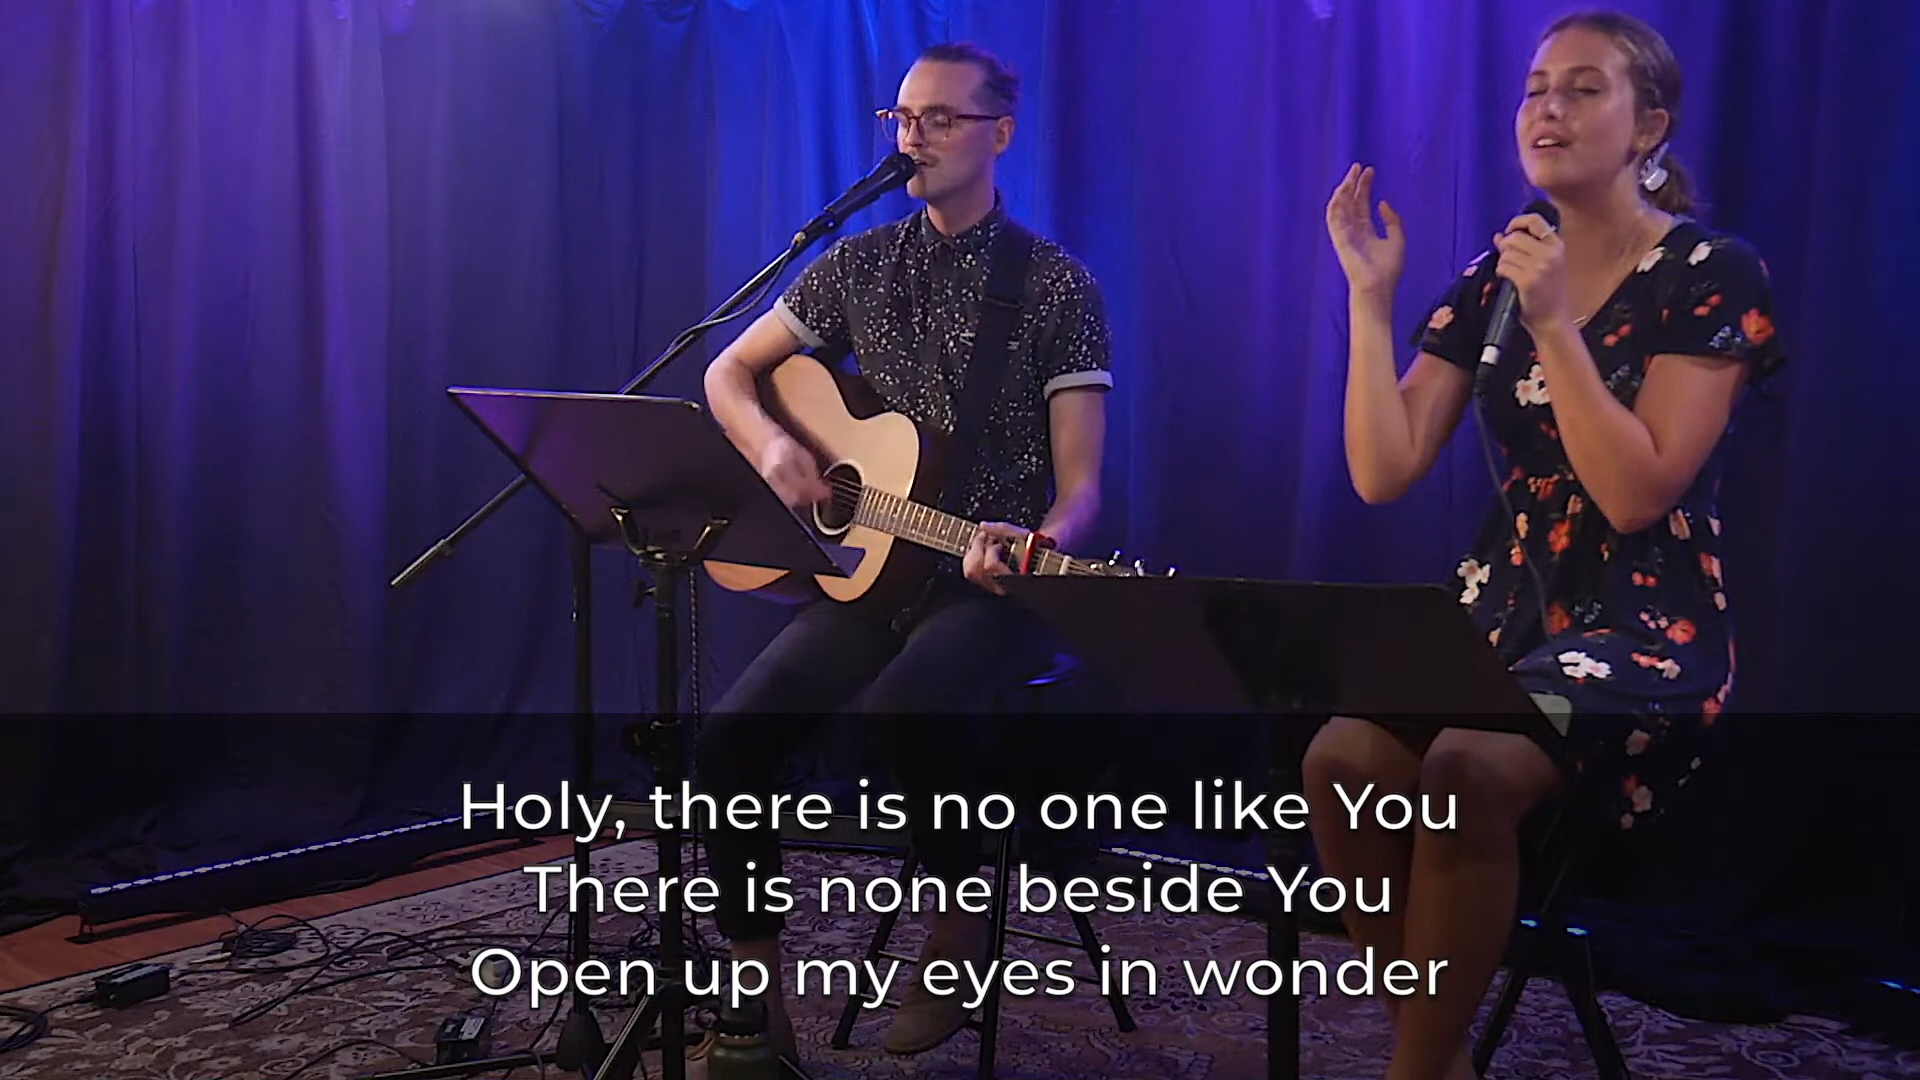 Holy, there is no one like You
There is none beside You
Open up my eyes in wonder